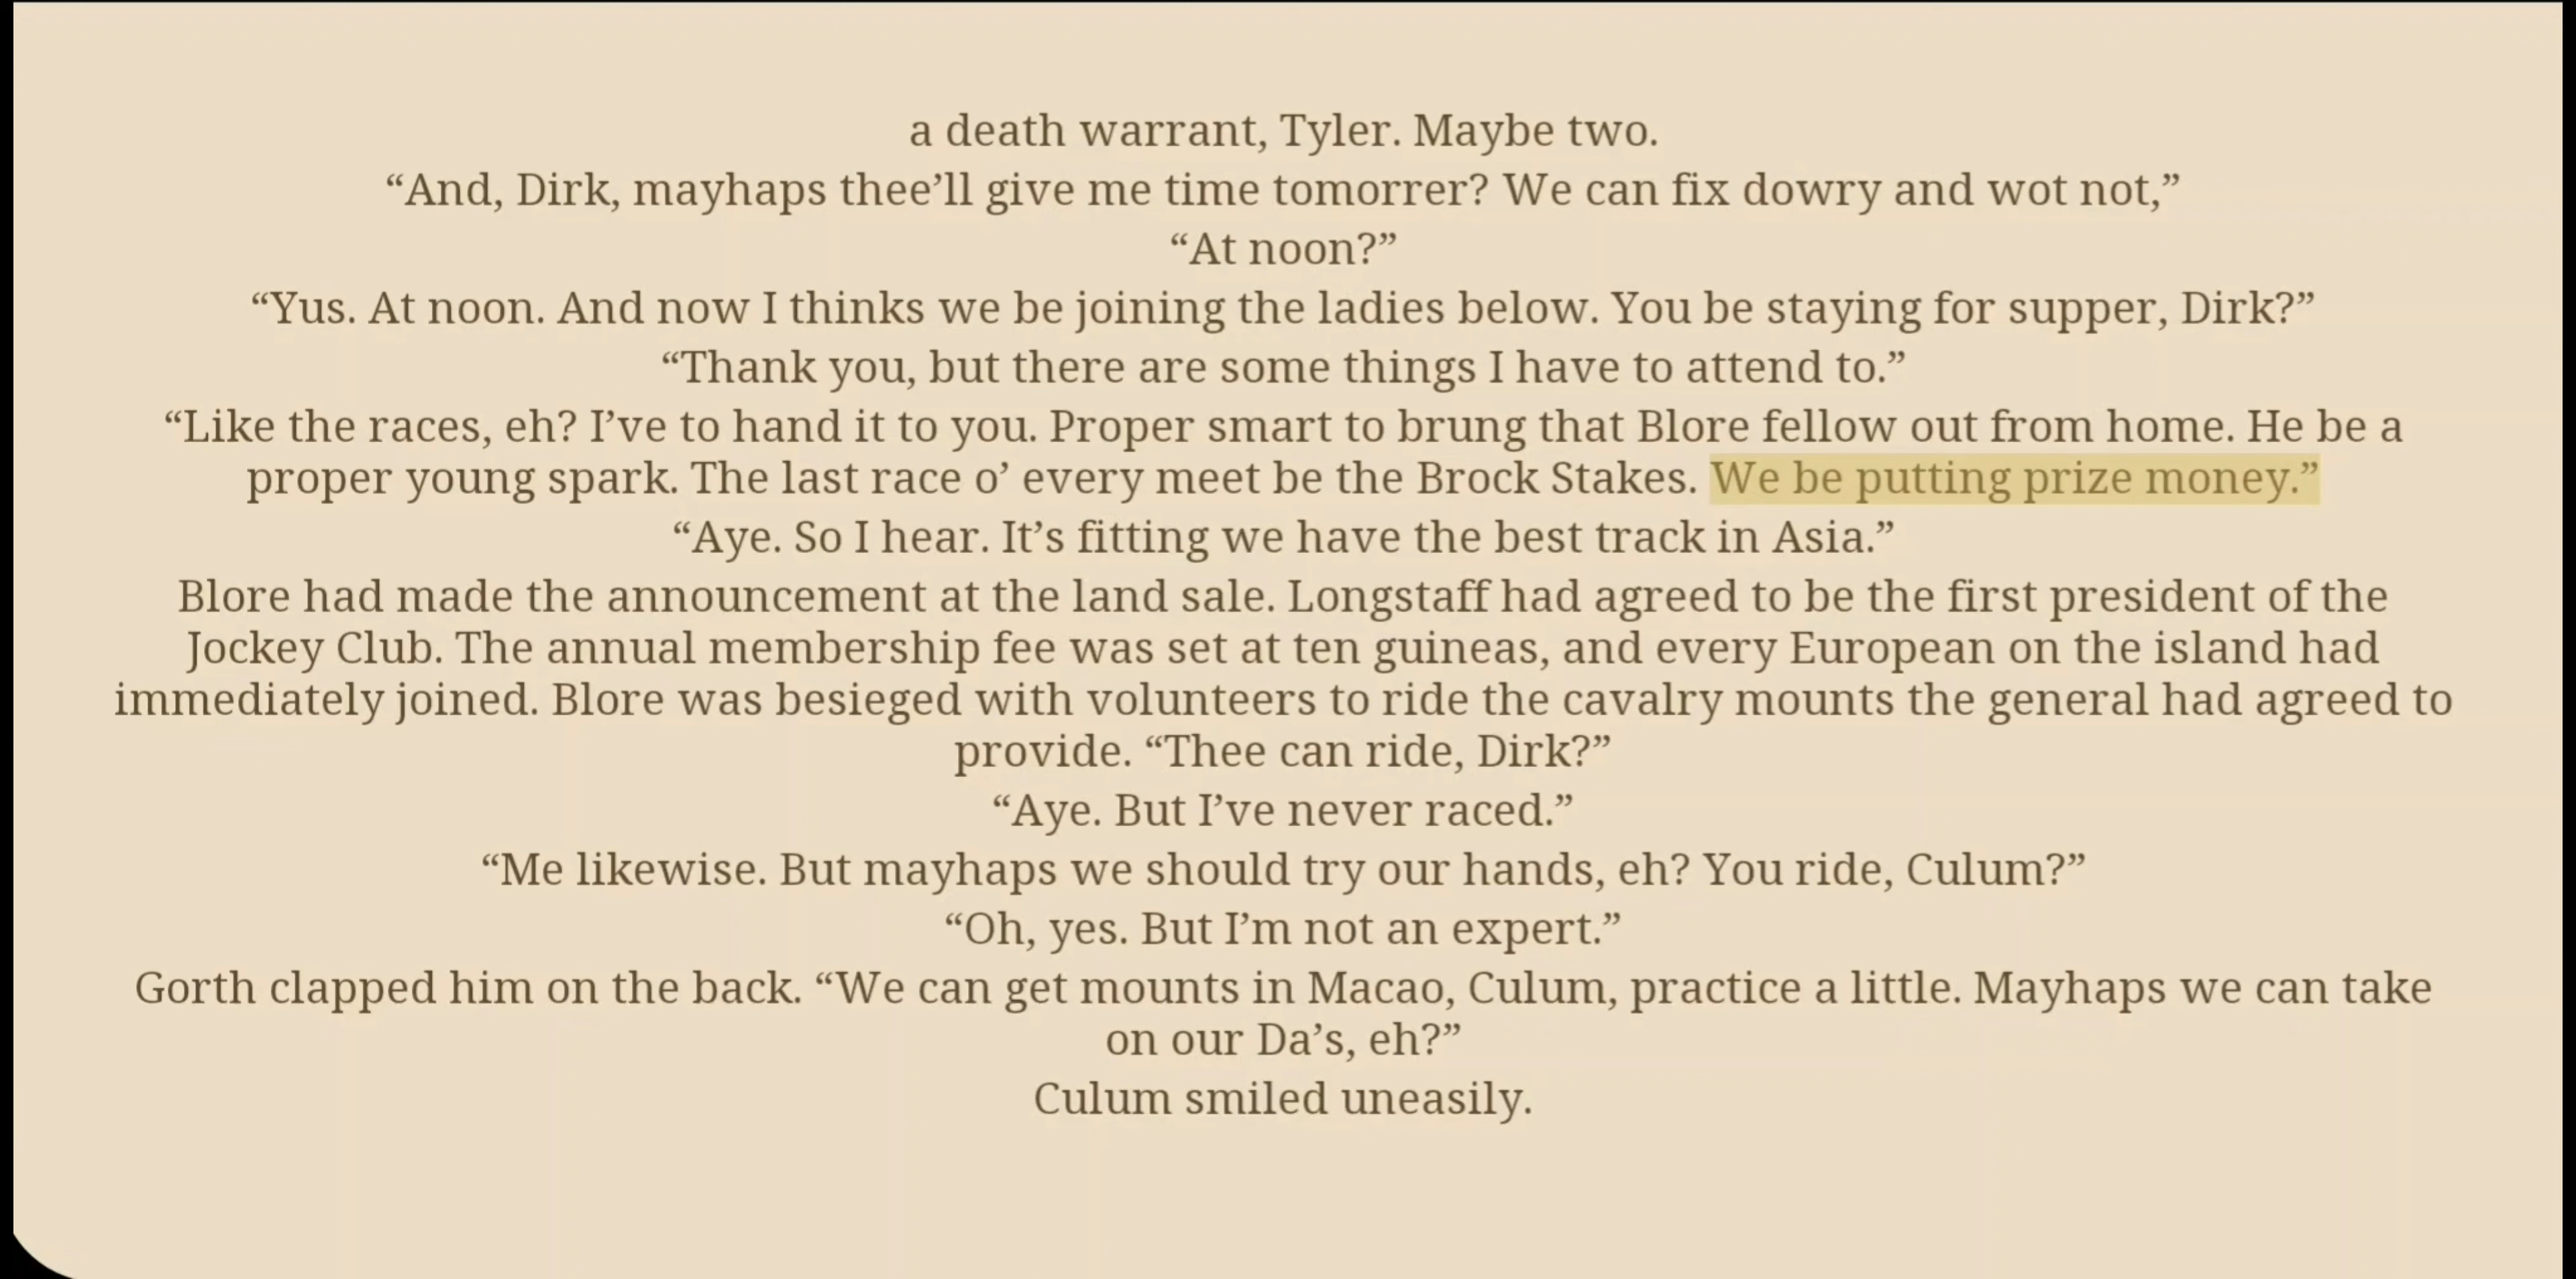 a death warrant, Tyler. Maybe two.
“And, Dirk, mayhaps thee’ll give me time tomorrer? We can fix dowry and wot not,”
“At noon?”
“Yus. At noon. And now I thinks we be joining the ladies below. You be staying for supper, Dirk?”
“Thank you, but there are some things I have to attend to.”
“Like the races, eh? I’ve to hand it to you. Proper smart to brung that Blore fellow out from home. He be a
proper young spark. The last race o’ every meet be the Brock Stakes. We be putting prize money.”
“Aye. So I hear. It’s fitting we have the best track in Asia.”
Blore had made the announcement at the land sale. Longstaff had agreed to be the first president of the
Jockey Club. The annual membership fee was set at ten guineas, and every European on the island had
immediately joined. Blore was besieged with volunteers to ride the cavalry mounts the general had agreed to
provide. “Thee can ride, Dirk?”
“Aye. But I’ve never raced.”
“Me likewise. But mayhaps we should try our hands, eh? You ride, Culum?”
“Oh, yes. But I’m not an expert.”
Gorth clapped him on the back. “We can get mounts in Macao, Culum, practice a little. Mayhaps we can take
on our Da’s, eh?”
Culum smiled uneasily.